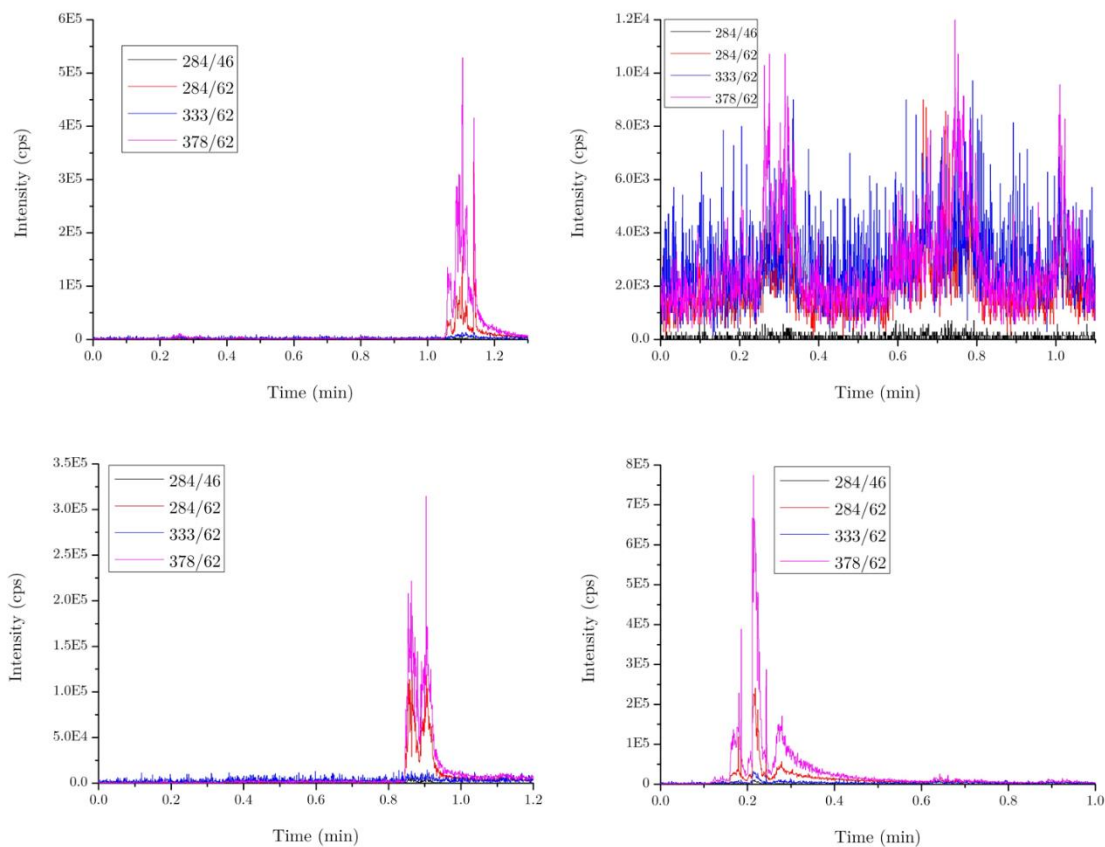 6E5
5E5
4E5
3E5
2E5
1E5
0
284/46
284/62
333/62
378/62
Intensity (cps)
0.0 0.2 0.4 0.6 0.8 1.0 1.2
Time (min)
1.2E4
1.0E4
8.0E3
6.0E3
4.0E3
2.0E3
0.0
284/46
284/62
333/62
378/62
Intensity (cps)
0.0 0.2 0.4 0.6 0.8 1.0
Time (min)
3.5E5
3.0E5
2.5E5
2.0E5
1.5E5
1.0E5
5.0E4
0.0
284/46
284/62
333/62
378/62
Intensity (cps)
0.0 0.2 0.4 0.6 0.8 1.0 1.2
Time (min)
8E5
7E5
6E5
5E5
4E5
3E5
2E5
1E5
0
284/46
284/62
333/62
378/62
Intensity (cps)
0.0 0.2 0.4 0.6 0.8 1.0
Time (min)